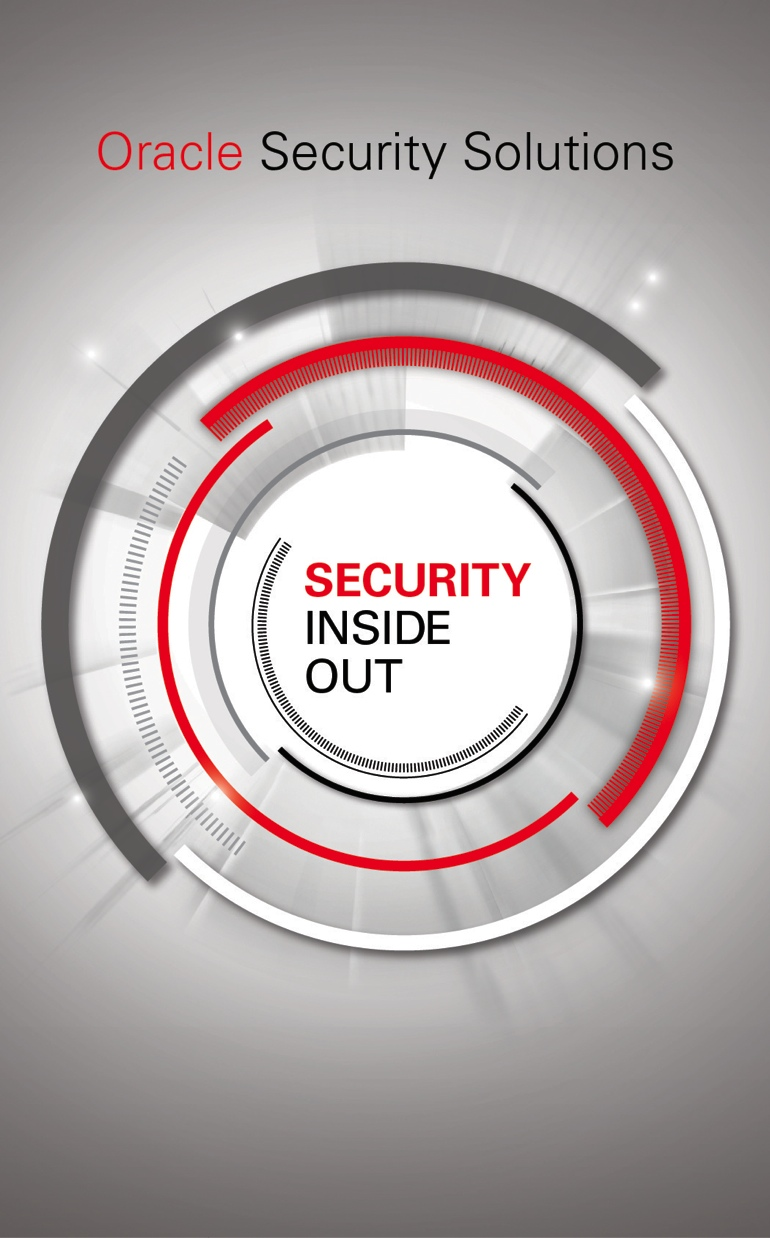 Oracle Security Solutions
SECURITY
INSIDE
OUT